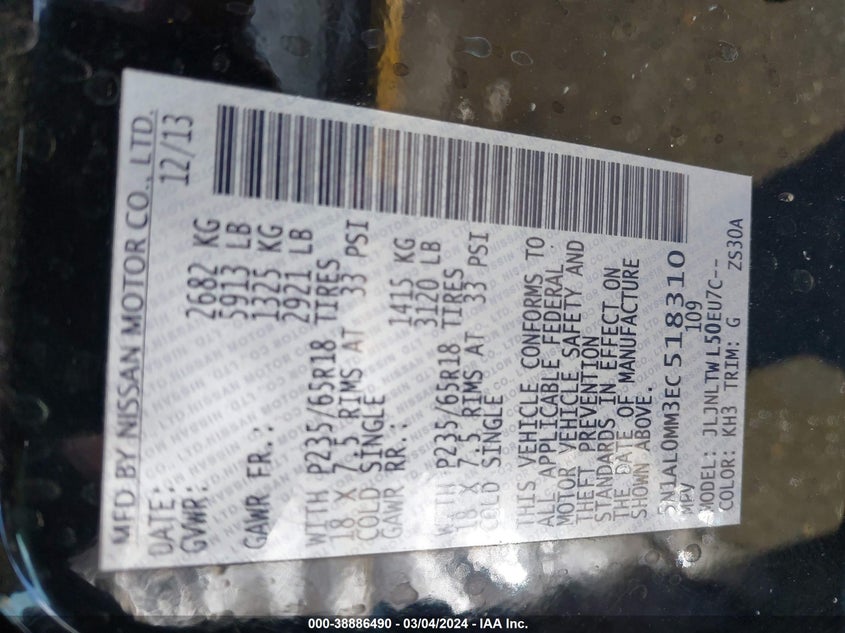 MFD BY NISSAN MOTOR CO., LTD.
DATE: 12/13
GVWR: 2682 KG
5913 LB
GAWR FR.: 1325 KG
2921 LB
WITH P235/65R18 TIRES
18 X 7.5 RIMS AT 33 PSI
COLD SINGLE
GAWR RR.: 1415 KG
3120 LB
WITH P235/65R18 TIRES
18 X 7.5 RIMS AT 33 PSI
COLD SINGLE
THIS VEHICLE CONFORMS TO
ALL APPLICABLE FEDERAL
MOTOR VEHICLE SAFETY AND
THEFT PREVENTION
STANDARDS IN EFFECT ON
THE DATE OF MANUFACTURE
SHOWN ABOVE.
5N1AL0MM3EC518310
MPV 109
MODEL: JLJNLTWL50EU7C--
COLOR: KH3 TRIM: G ZS30A
000-38886490 - 03/04/2024 - IAA Inc.